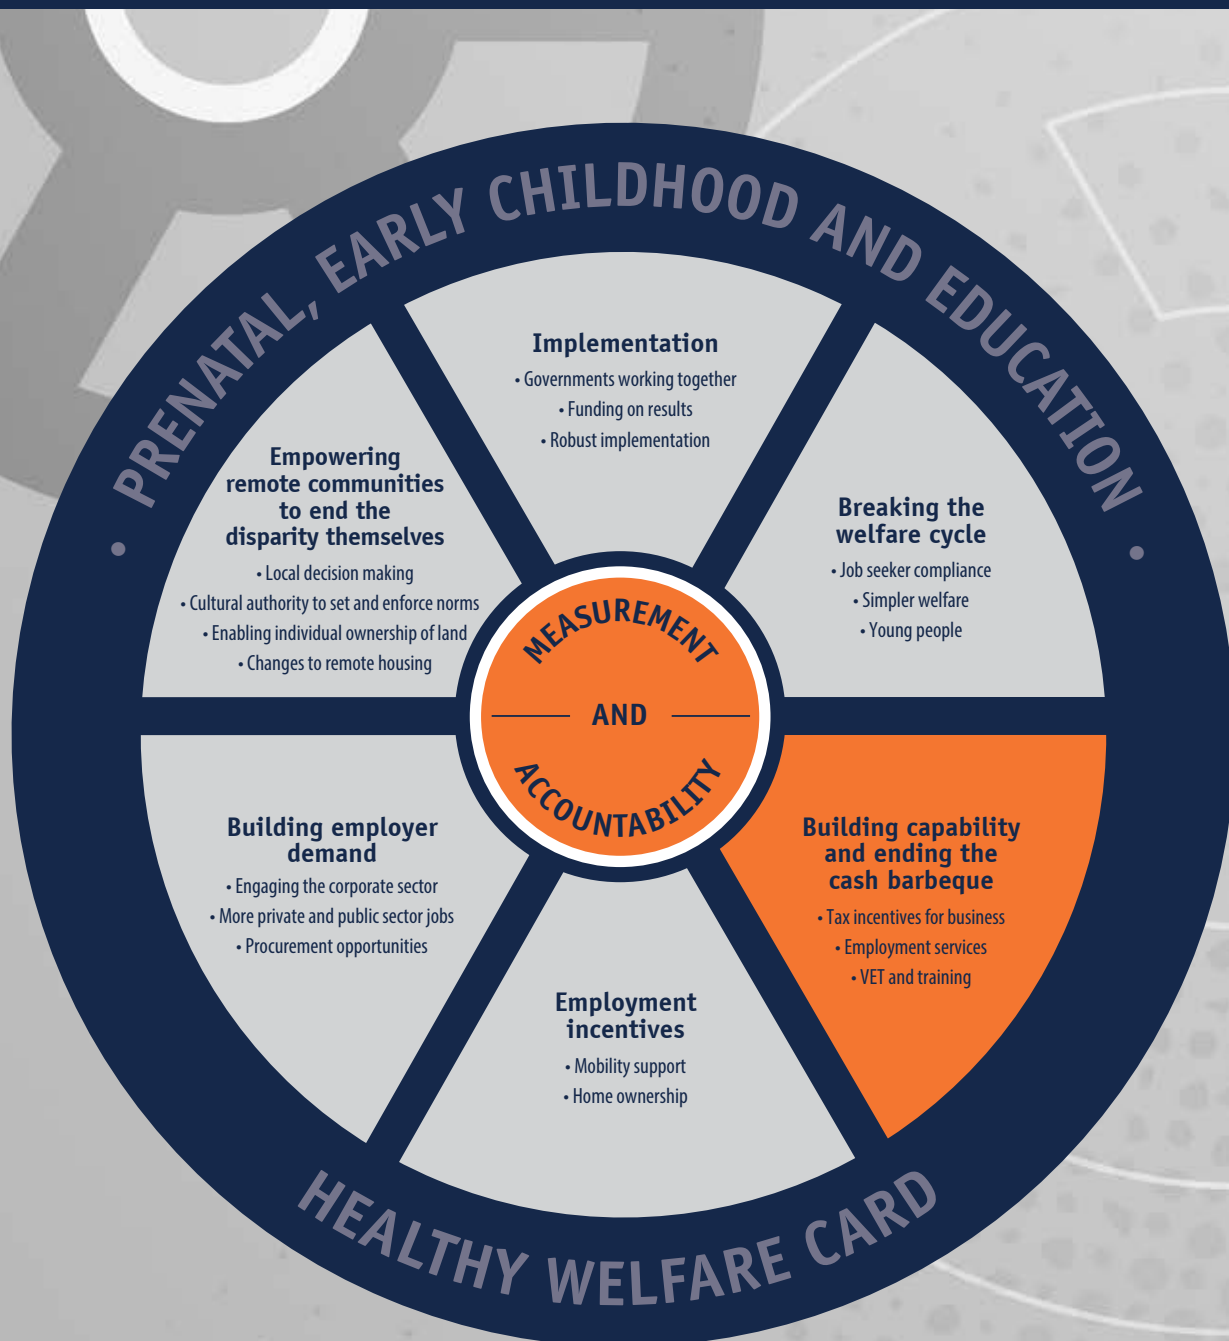 • PRENATAL, EARLY CHILDHOOD AND EDUCATION •
Implementation
• Governments working together
• Funding on results
• Robust implementation
Breaking the
welfare cycle
• Job seeker compliance
• Simpler welfare
• Young people
Building capability
and ending the
cash barbeque
• Tax incentives for business
• Employment services
• VET and training
Employment
incentives
• Mobility support
• Home ownership
Building employer
demand
• Engaging the corporate sector
• More private and public sector jobs
• Procurement opportunities
Empowering
remote communities
to end the
disparity themselves
• Local decision making
• Cultural authority to set and enforce norms
• Enabling individual ownership of land
• Changes to remote housing
MEASUREMENT
AND
ACCOUNTABILITY
HEALTHY WELFARE CARD